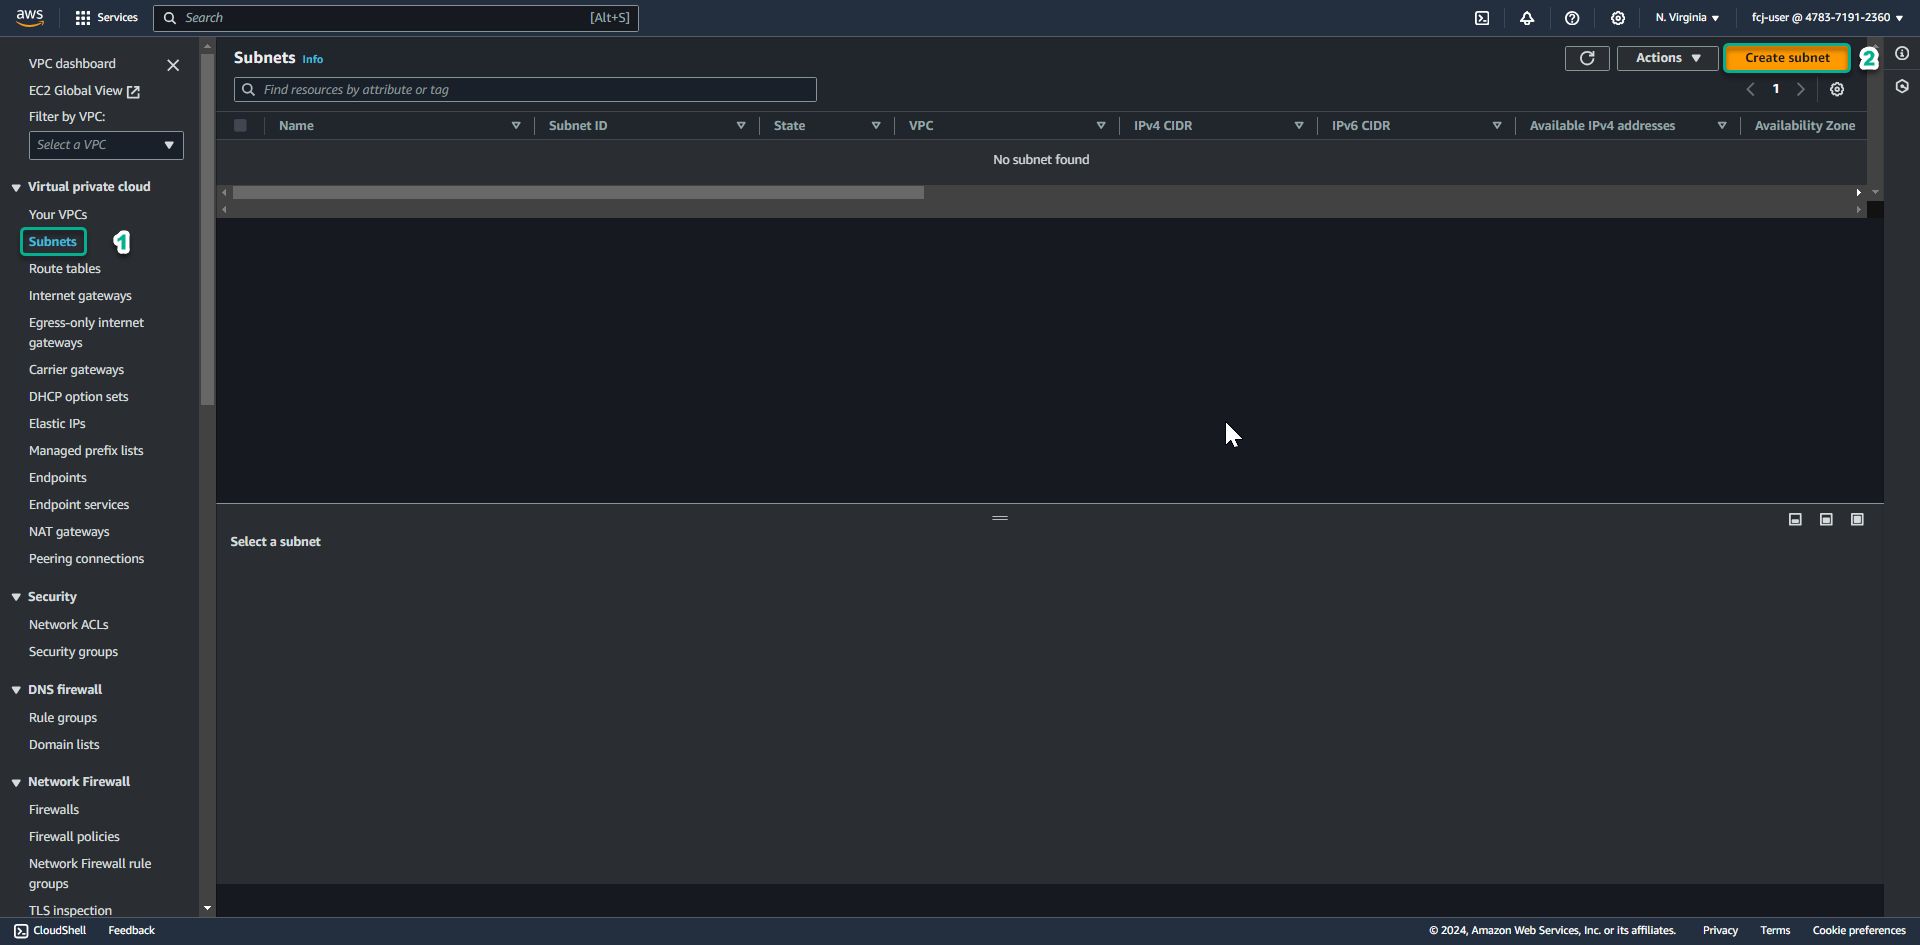 aws
Services
Search
[Alt+S]
N. Virginia
fcj-user @ 4783-7191-2360
VPC dashboard
EC2 Global View
Filter by VPC:
Select a VPC
Virtual private cloud
Your VPCs
Subnets
1
Route tables
Internet gateways
Egress-only internet
gateways
Carrier gateways
DHCP option sets
Elastic IPs
Managed prefix lists
Endpoints
Endpoint services
NAT gateways
Peering connections
Security
Network ACLs
Security groups
DNS firewall
Rule groups
Domain lists
Network Firewall
Firewalls
Firewall policies
Network Firewall rule
groups
TLS inspection
Subnets Info
Actions
Create subnet
2
Find resources by attribute or tag
1
Name
Subnet ID
State
VPC
IPv4 CIDR
IPv6 CIDR
Available IPv4 addresses
Availability Zone
No subnet found
Select a subnet
CloudShell
Feedback
© 2024, Amazon Web Services, Inc. or its affiliates.
Privacy
Terms
Cookie preferences